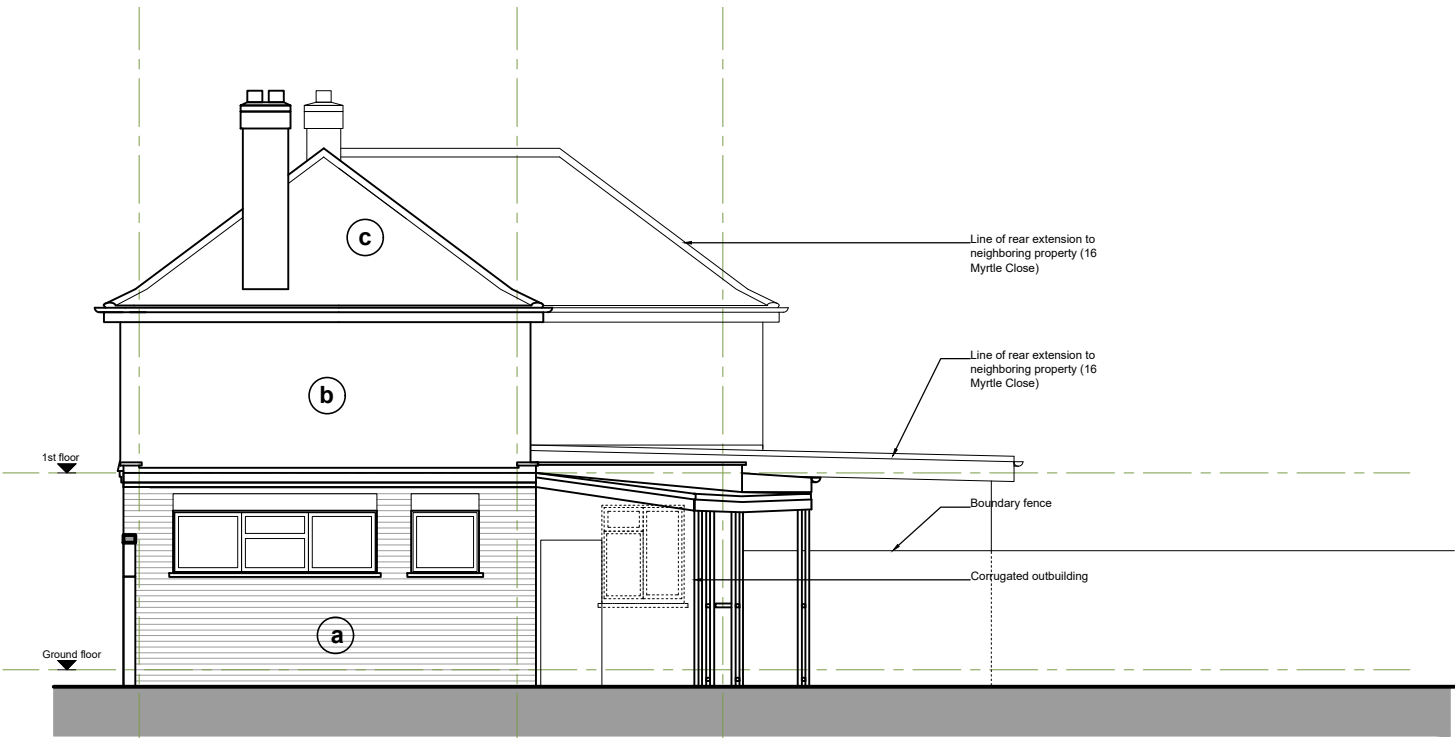 c
Line of rear extension to
neighboring property (16
Myrtle Close)
Line of rear extension to
neighboring property (16
Myrtle Close)
b
1st floor
Boundary fence
Corrugated outbuilding
a
Ground floor